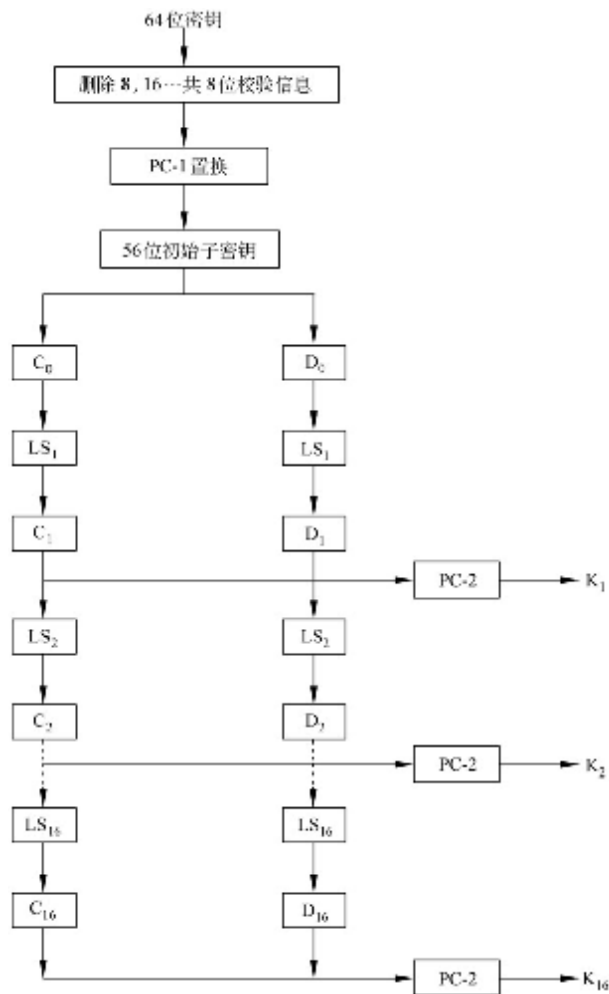 64位密钥
删除 8, 16…共 8位校验信息
PC-1 置换
56位初始子密钥
C₀ D₀
LS₁ LS₁
C₁ D₁
PC-2 K₁
LS₂ LS₂
C₂ D₂
PC-2 K₂
LS₁₆ LS₁₆
C₁₆ D₁₆
PC-2 K₁₆